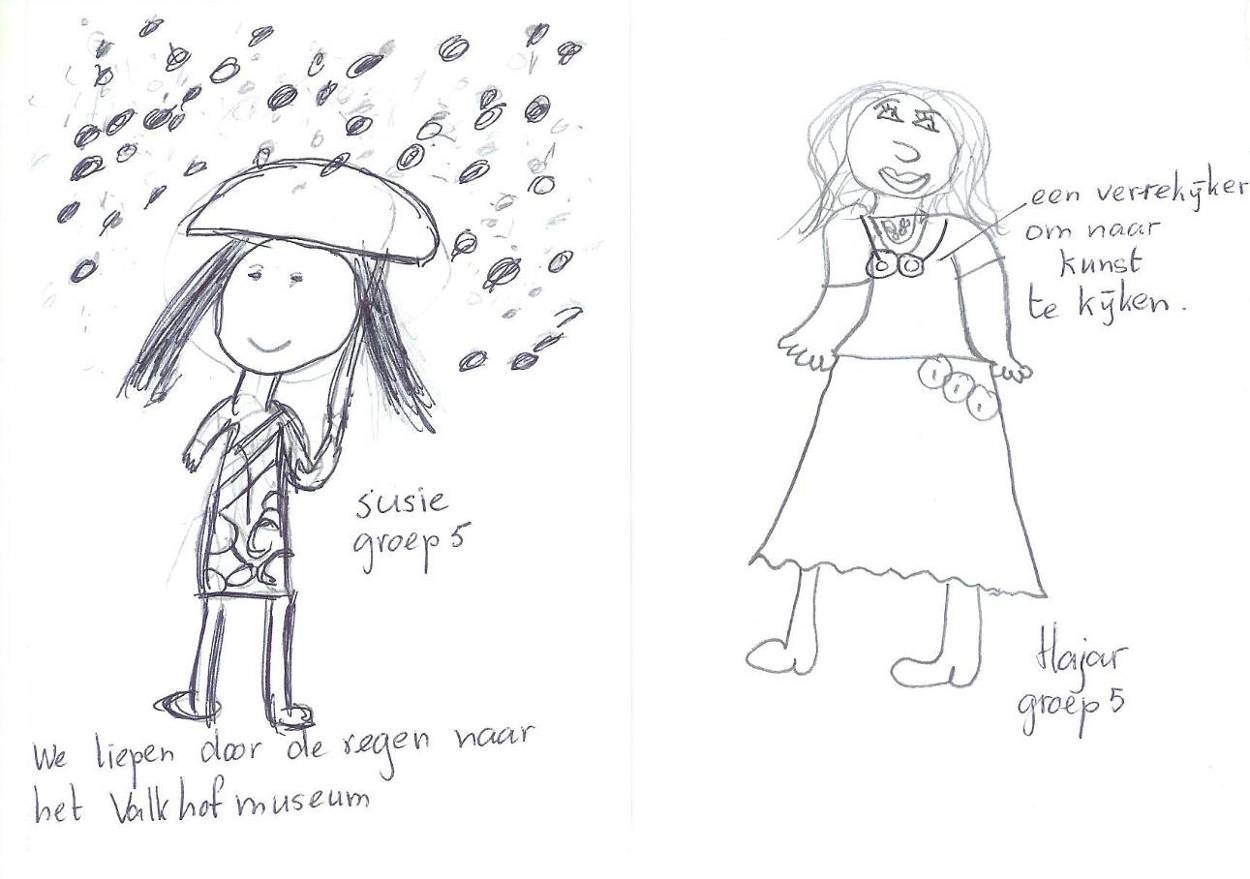 susie
groep 5
We liepen door de regen naar
het Valkhof museum
een verrekijker
om naar
kunst
te kijken.
Hajar
groep 5